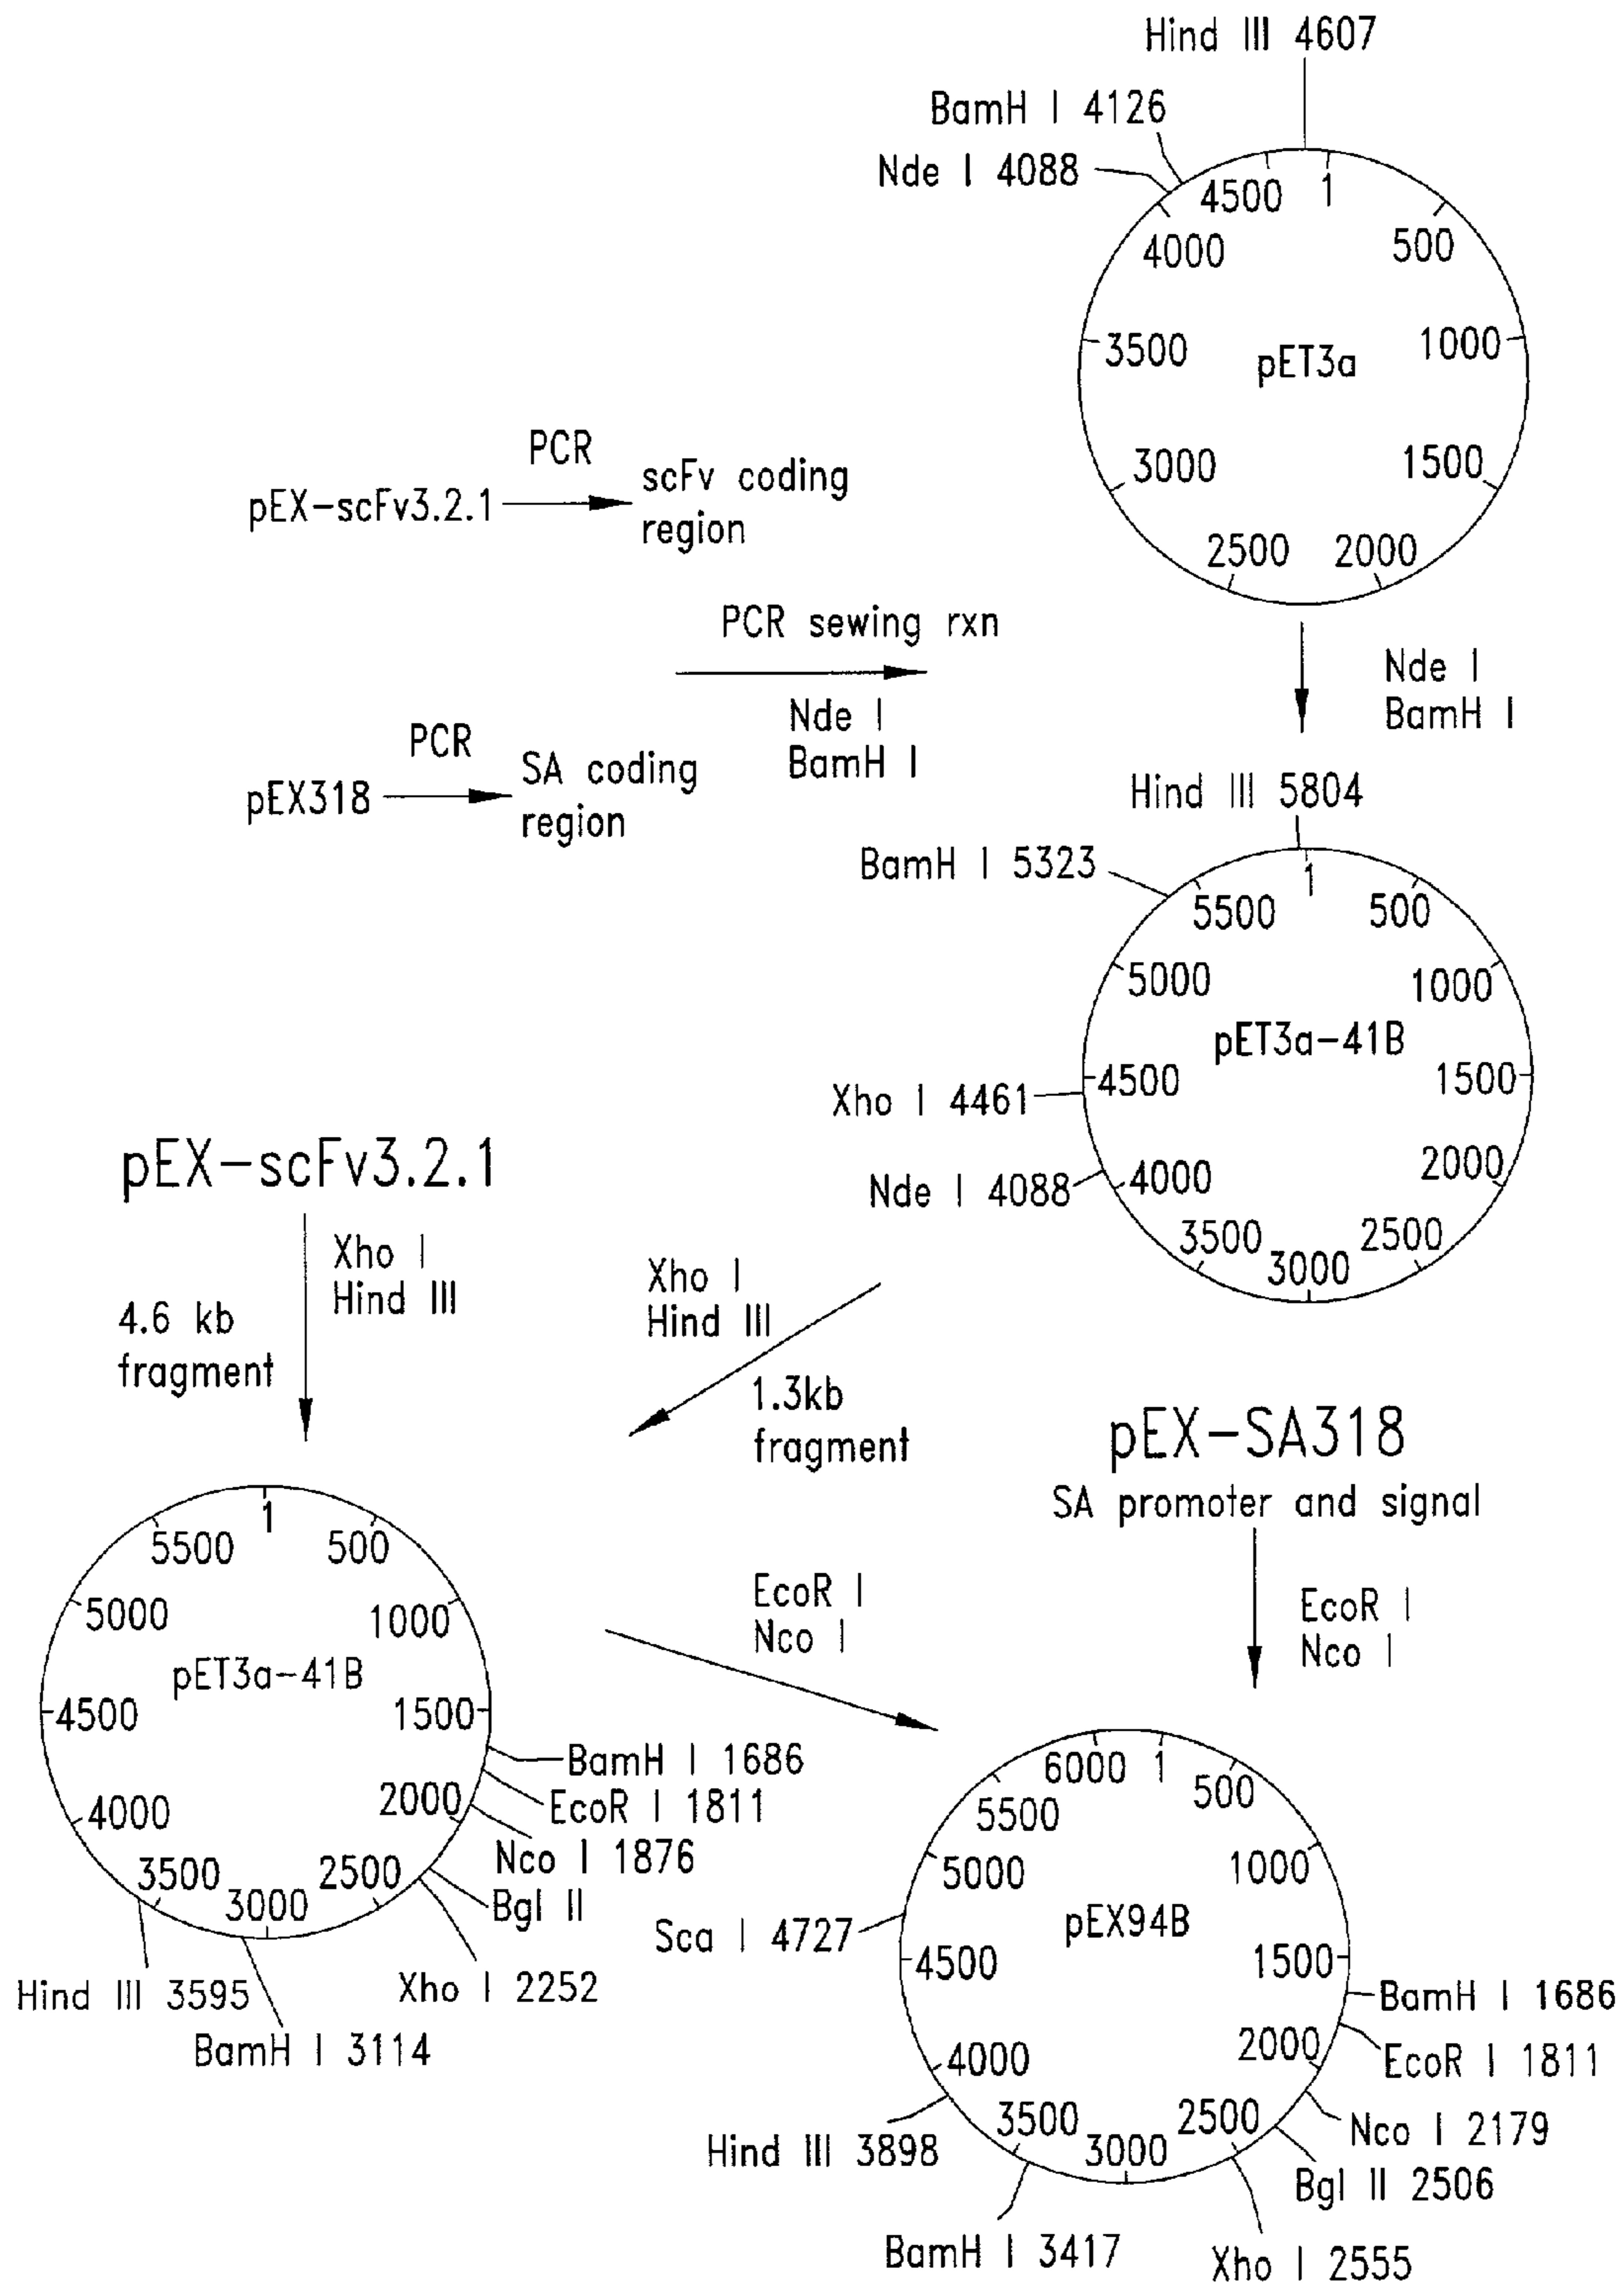 Hind III 4607
BamH I 4126
Nde I 4088
4500
1
500
4000
3500
1000
pET3a
3000
1500
2500
2000
PCR
pEX-scFv3.2.1
scFv coding
region
PCR sewing rxn
Nde I
BamH I
PCR
pEX318
SA coding
region
Nde I
BamH I
Hind III 5804
BamH I 5323
1
5500
500
5000
1000
pET3a-41B
4500
1500
Xho I 4461
Nde I 4088
4000
2000
3500
2500
3000
pEX-scFv3.2.1
Xho I
Hind III
4.6 kb
fragment
Xho I
Hind III
1.3kb
fragment
pEX-SA318
SA promoter and signal
EcoR I
Nco I
EcoR I
Nco I
1
5500
500
5000
1000
pET3a-41B
4500
1500
BamH I 1686
EcoR I 1811
4000
2000
Nco I 1876
3500
2500
3000
Bgl II
Hind III 3595
Xho I 2252
BamH I 3114
6000
1
500
5500
5000
1000
pEX94B
Sca I 4727
4500
1500
BamH I 1686
4000
2000
EcoR I 1811
3500
2500
3000
Hind III 3898
Nco I 2179
Bgl II 2506
BamH I 3417
Xho I 2555